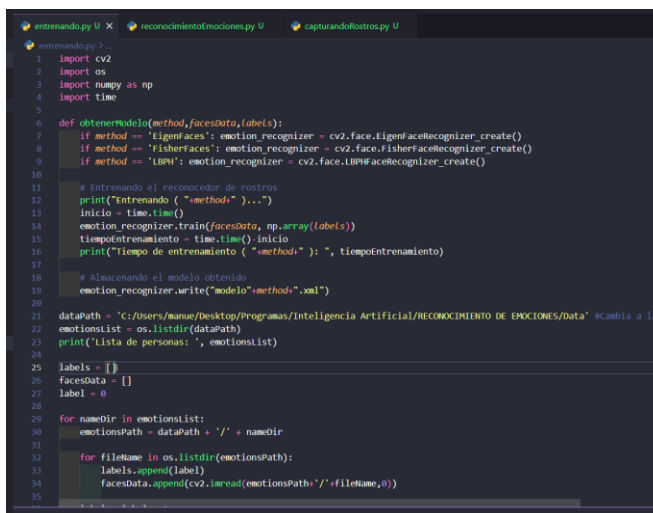 entrenando.py U X reconocimientoEmociones.py U capturandoRostros.py U
entrenando.py > ...
1 import cv2
2 import os
3 import numpy as np
4 import time
5
6 def obtenerModelo(method,facesData,labels):
7 if method == 'EigenFaces': emotion_recognizer = cv2.face.EigenFaceRecognizer_create()
8 if method == 'FisherFaces': emotion_recognizer = cv2.face.FisherFaceRecognizer_create()
9 if method == 'LBPH': emotion_recognizer = cv2.face.LBPHFaceRecognizer_create()
10
11 # Entrenando el reconocedor de rostros
12 print("Entrenando ( "+method+" )...")
13 inicio = time.time()
14 emotion_recognizer.train(facesData, np.array(labels))
15 tiempoEntrenamiento = time.time()-inicio
16 print("Tiempo de entrenamiento ( "+method+" ): ", tiempoEntrenamiento)
17
18 # Almacenando el modelo obtenido
19 emotion_recognizer.write("modelo"+method+".xml")
20
21 dataPath = 'C:/Users/manue/Desktop/Programas/Inteligencia Artificial/RECONOCIMIENTO DE EMOCIONES/Data' #Cambia a l
22 emotionsList = os.listdir(dataPath)
23 print('Lista de personas: ', emotionsList)
24
25 labels = []
26 facesData = []
27 label = 0
28
29 for nameDir in emotionsList:
30 emotionsPath = dataPath + '/' + nameDir
31
32 for fileName in os.listdir(emotionsPath):
33 labels.append(label)
34 facesData.append(cv2.imread(emotionsPath+'/'+fileName,0))
35